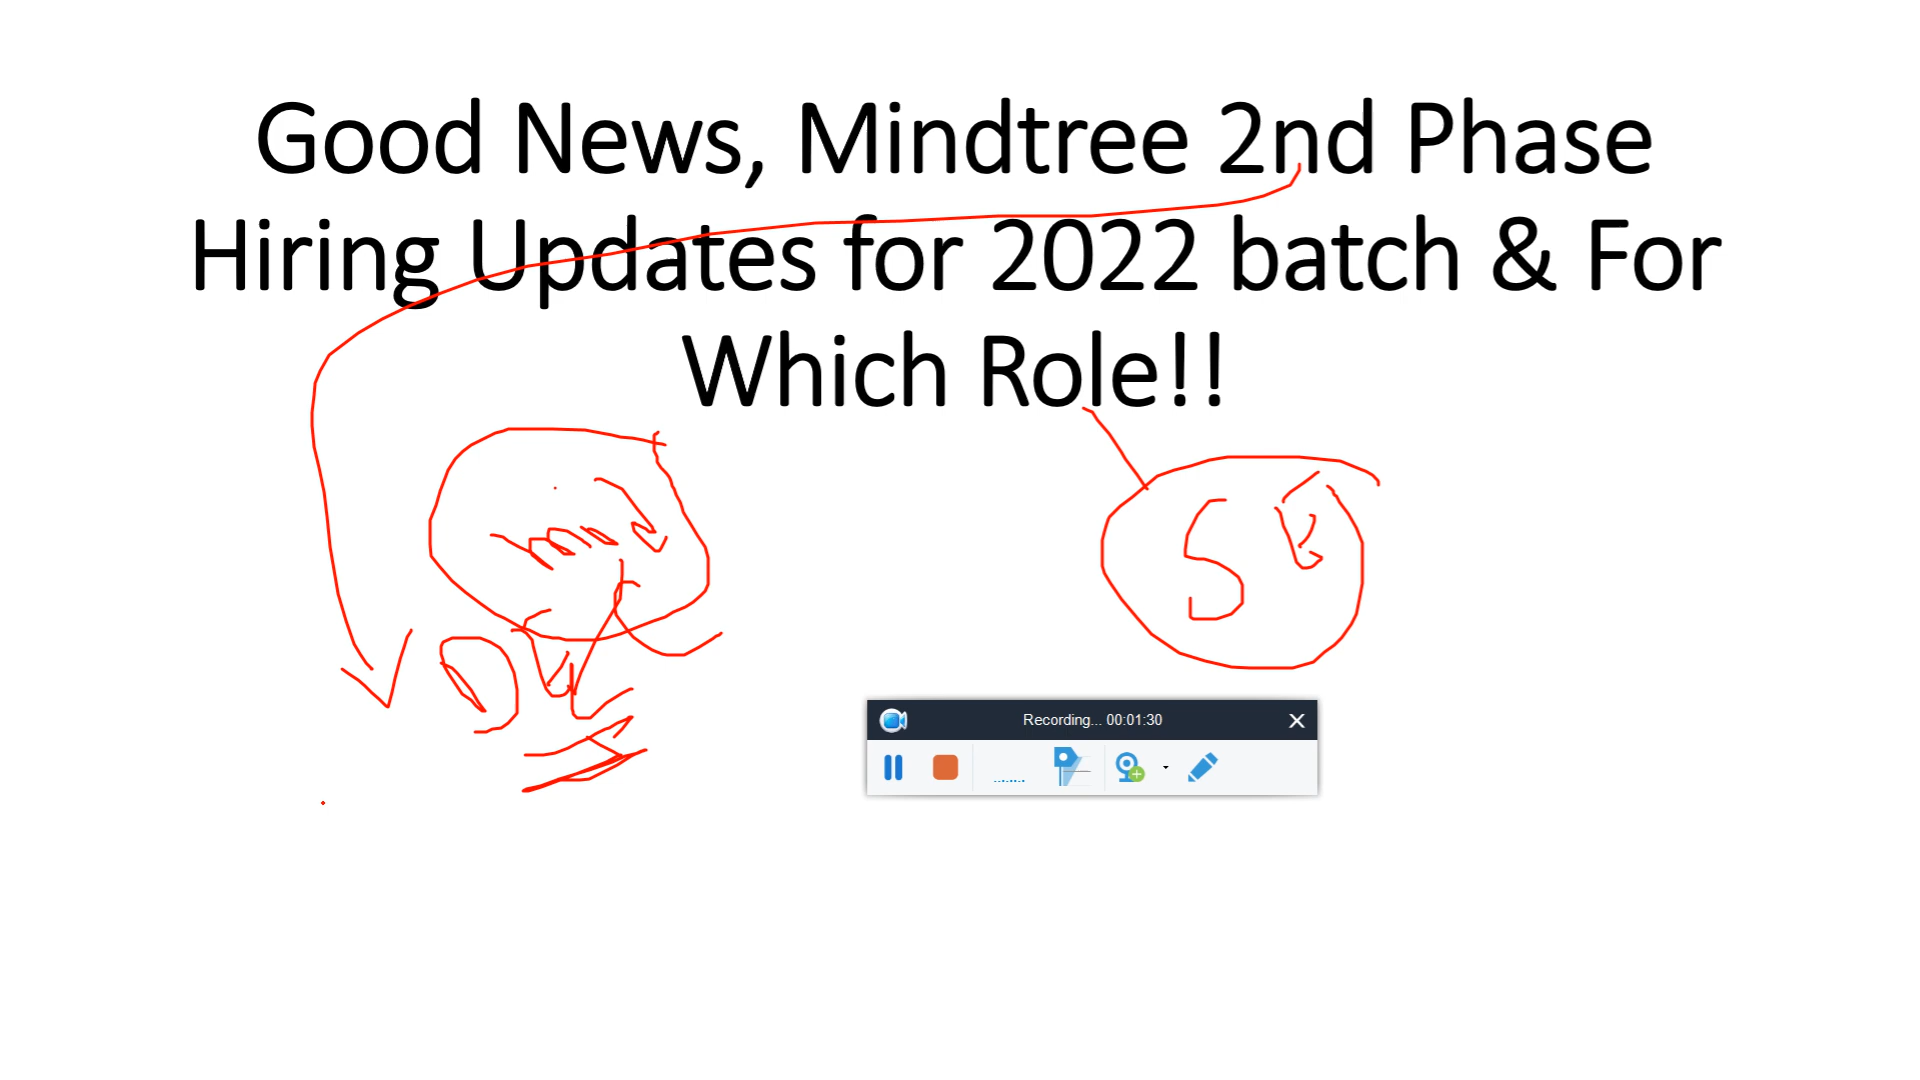 Good News, Mindtree 2nd Phase
Hiring Updates for 2022 batch & For
Which Role!!
Recording... 00:01:30